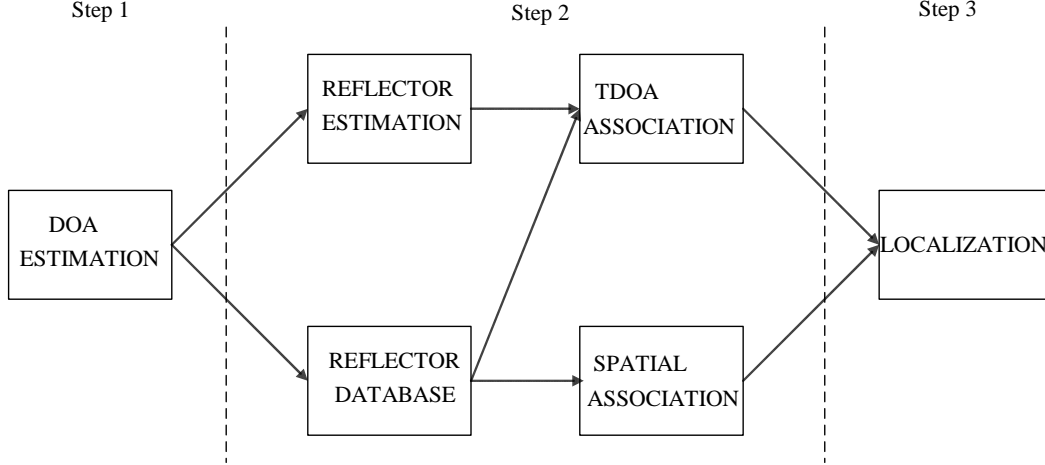 Step 1
Step 2
Step 3
DOA
ESTIMATION
REFLECTOR
ESTIMATION
REFLECTOR
DATABASE
TDOA
ASSOCIATION
SPATIAL
ASSOCIATION
LOCALIZATION